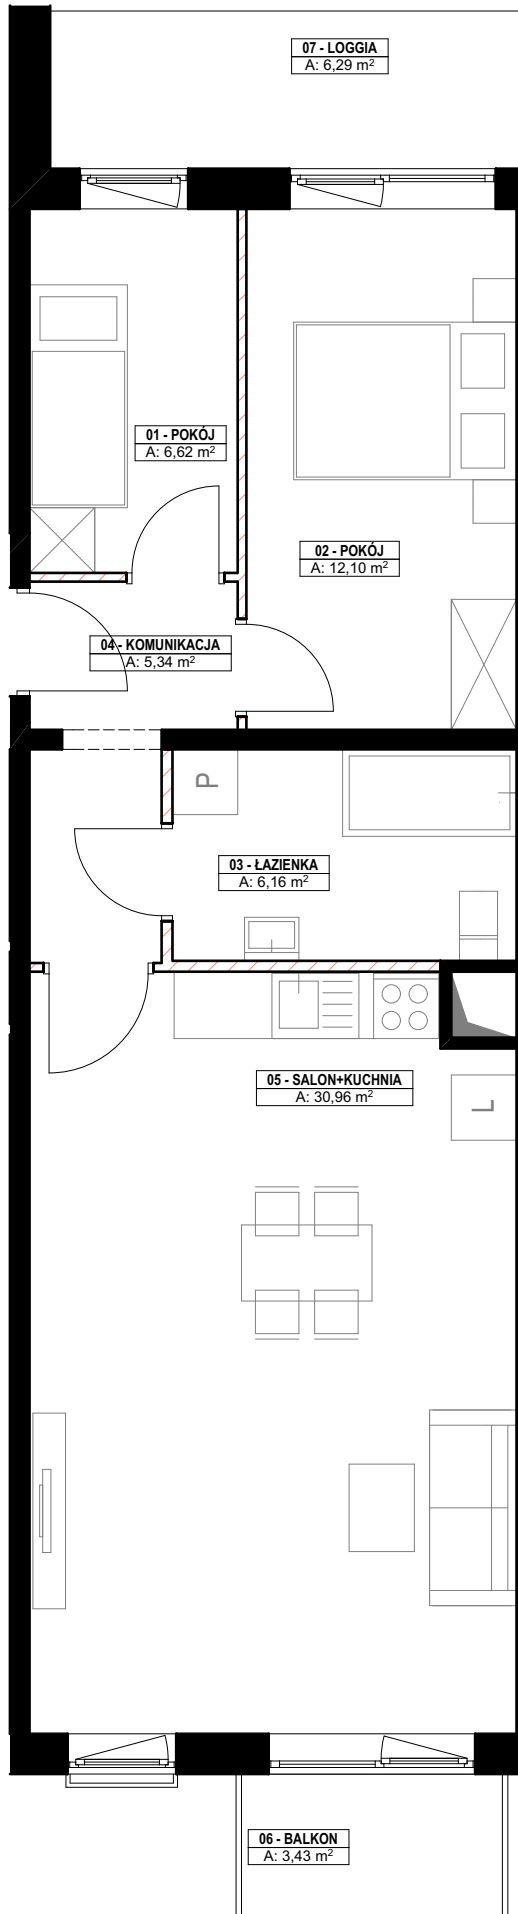 07 - LOGGIA
A: 6,29 m²
01 - POKÓJ
A: 6,62 m²
02 - POKÓJ
A: 12,10 m²
04 - KOMUNIKACJA
A: 5,34 m²
P
03 - ŁAZIENKA
A: 6,16 m²
05 - SALON+KUCHNIA
A: 30,96 m²
L
06 - BALKON
A: 3,43 m²